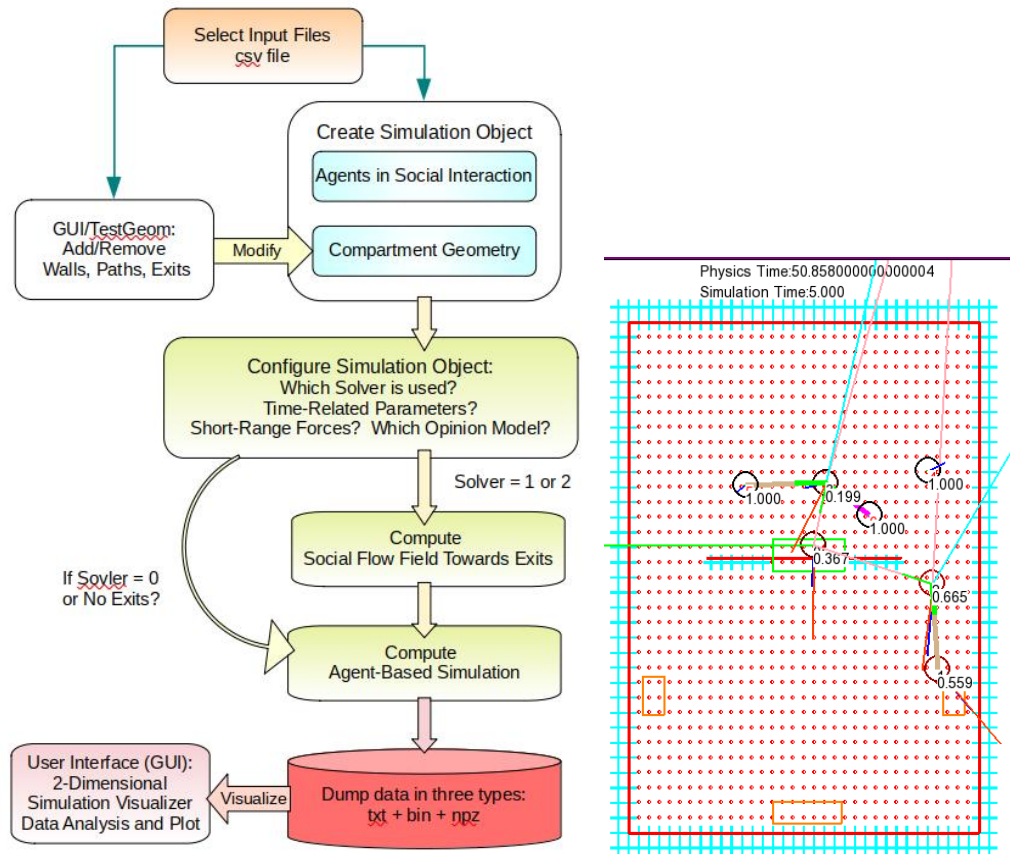 Select Input Files
csv file
Create Simulation Object
Agents in Social Interaction
Compartment Geometry
GUI/TestGeom:
Add/Remove
Walls, Paths, Exits
Modify
Configure Simulation Object:
Which Solver is used?
Time-Related Parameters?
Short-Range Forces? Which Opinion Model?
Solver = 1 or 2
Compute
Social Flow Field Towards Exits
If Sovler = 0
or No Exits?
Compute
Agent-Based Simulation
User Interface (GUI):
2-Dimensional
Simulation Visualizer
Data Analysis and Plot
Visualize
Dump data in three types:
txt + bin + npz
Physics Time:50.858000000000004
Simulation Time:5.000
1.000
0.199
1.000
1.000
0.367
0.665
0.559